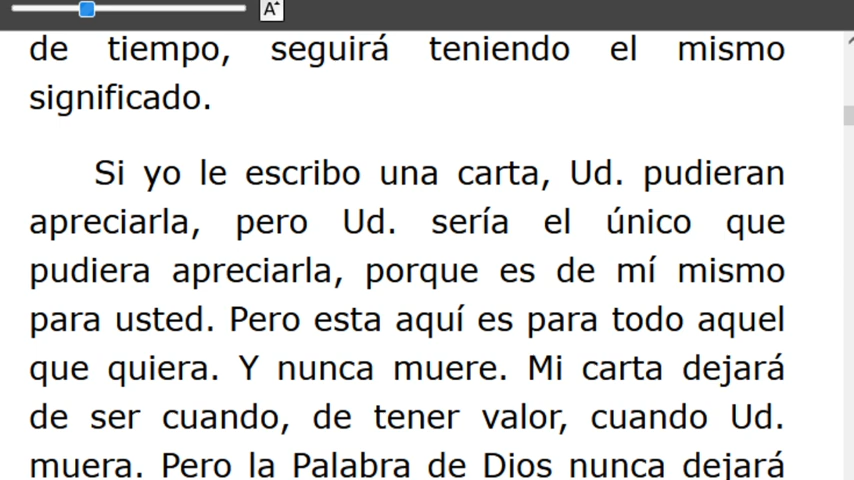 A
de tiempo, seguirá teniendo el mismo
significado.
Si yo le escribo una carta, Ud. pudieran
apreciarla, pero Ud. sería el único que
pudiera apreciarla, porque es de mí mismo
para usted. Pero esta aquí es para todo aquel
que quiera. Y nunca muere. Mi carta dejará
de ser cuando, de tener valor, cuando Ud.
muera. Pero la Palabra de Dios nunca dejará